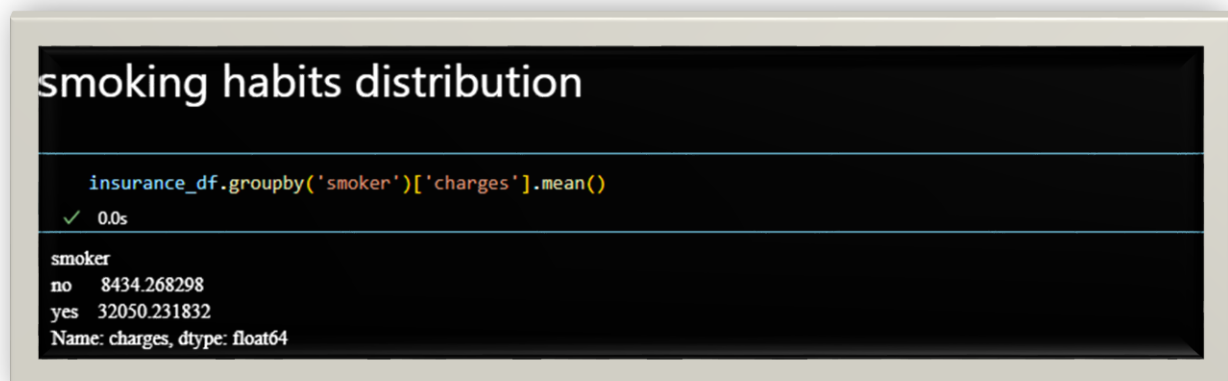 smoking habits distribution
insurance_df.groupby('smoker')['charges'].mean()
✓ 0.0s
smoker
no 8434.268298
yes 32050.231832
Name: charges, dtype: float64